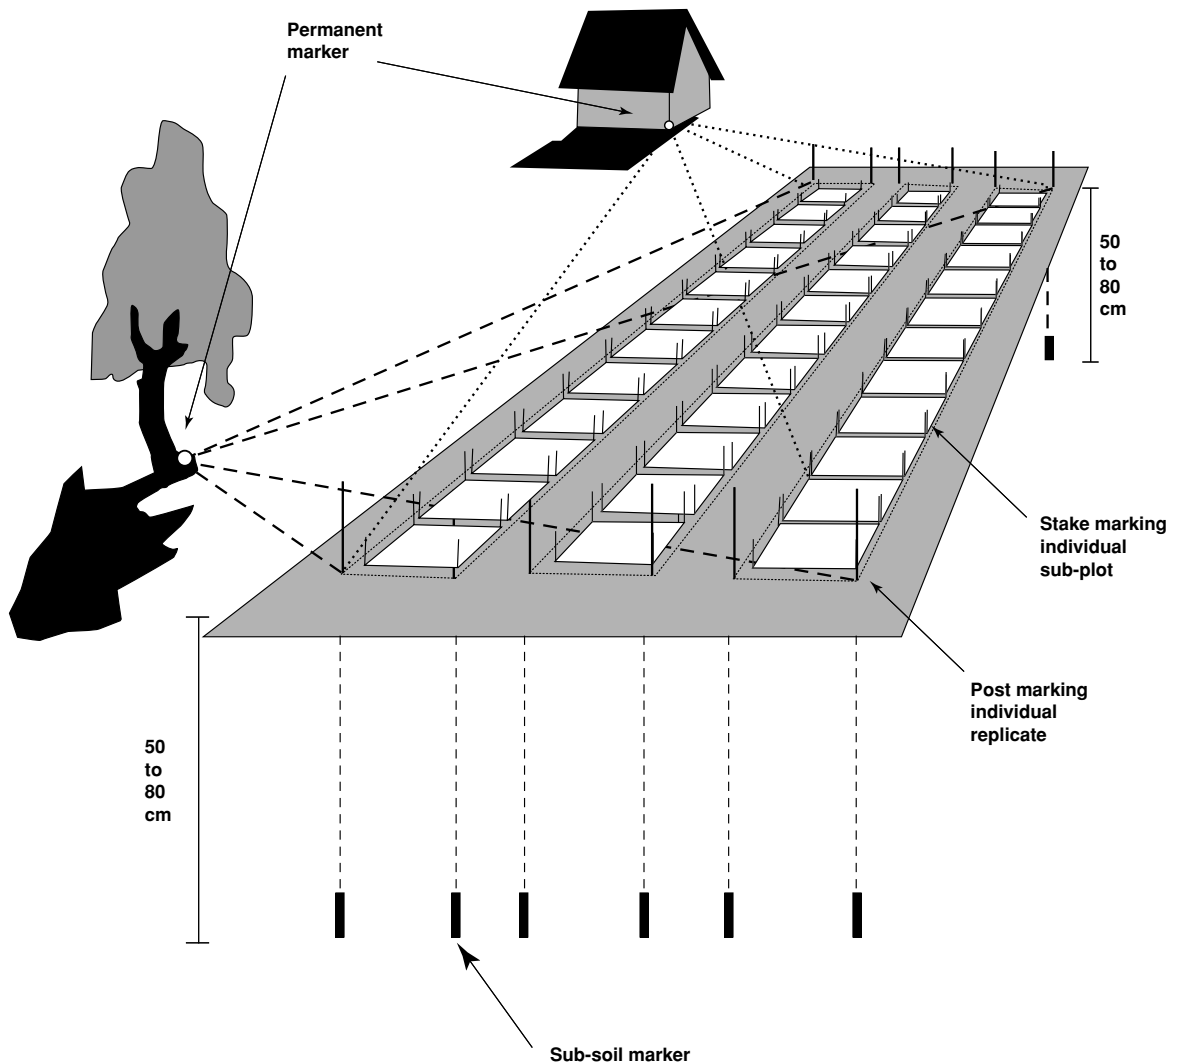 Permanent
marker
50
to
80
cm
Stake marking
individual
sub-plot
Post marking
individual
replicate
50
to
80
cm
Sub-soil marker